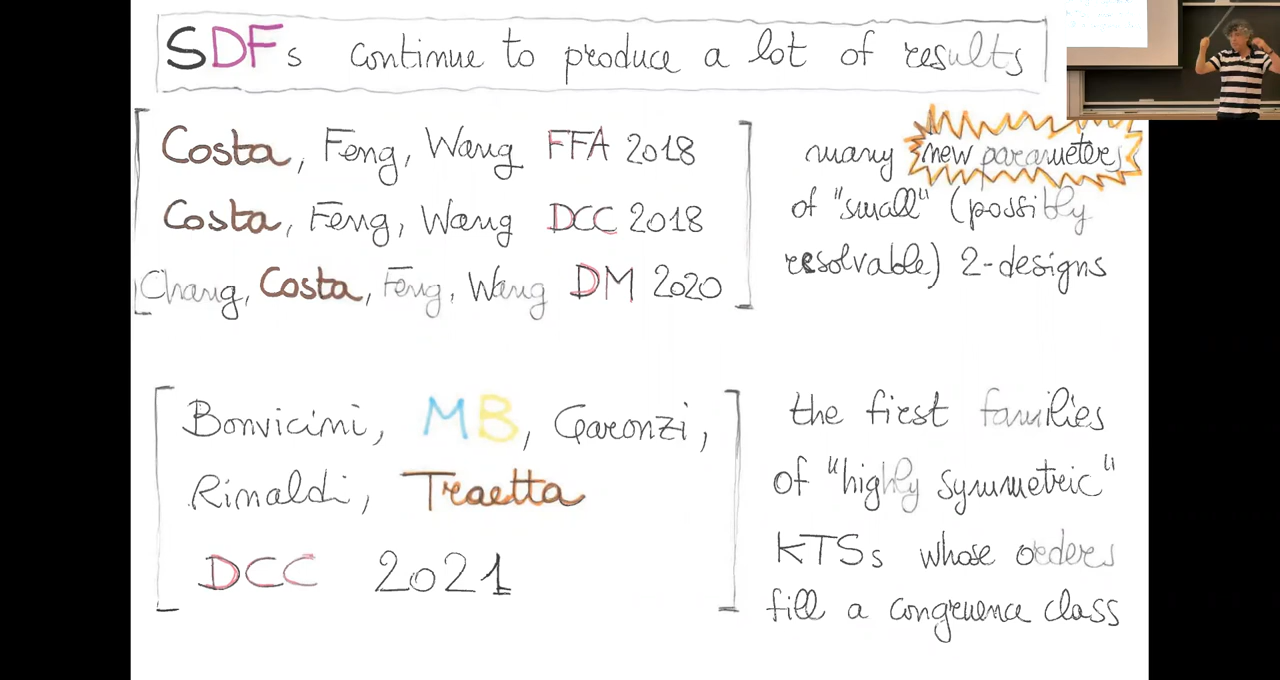 SDFs continue to produce a lot of results
Costa, Feng, Wang FFA 2018
Costa, Feng, Wang DCC 2018
Chang, Costa, Feng, Wang DM 2020
many new parameters
of "small" (possibly
resolvable) 2-designs
Bonvicini, MB, Garonzi,
Rinaldi, Traetta
DCC 2021
the first families
of "highly symmetric"
KTSs whose orders
fill a congruence class